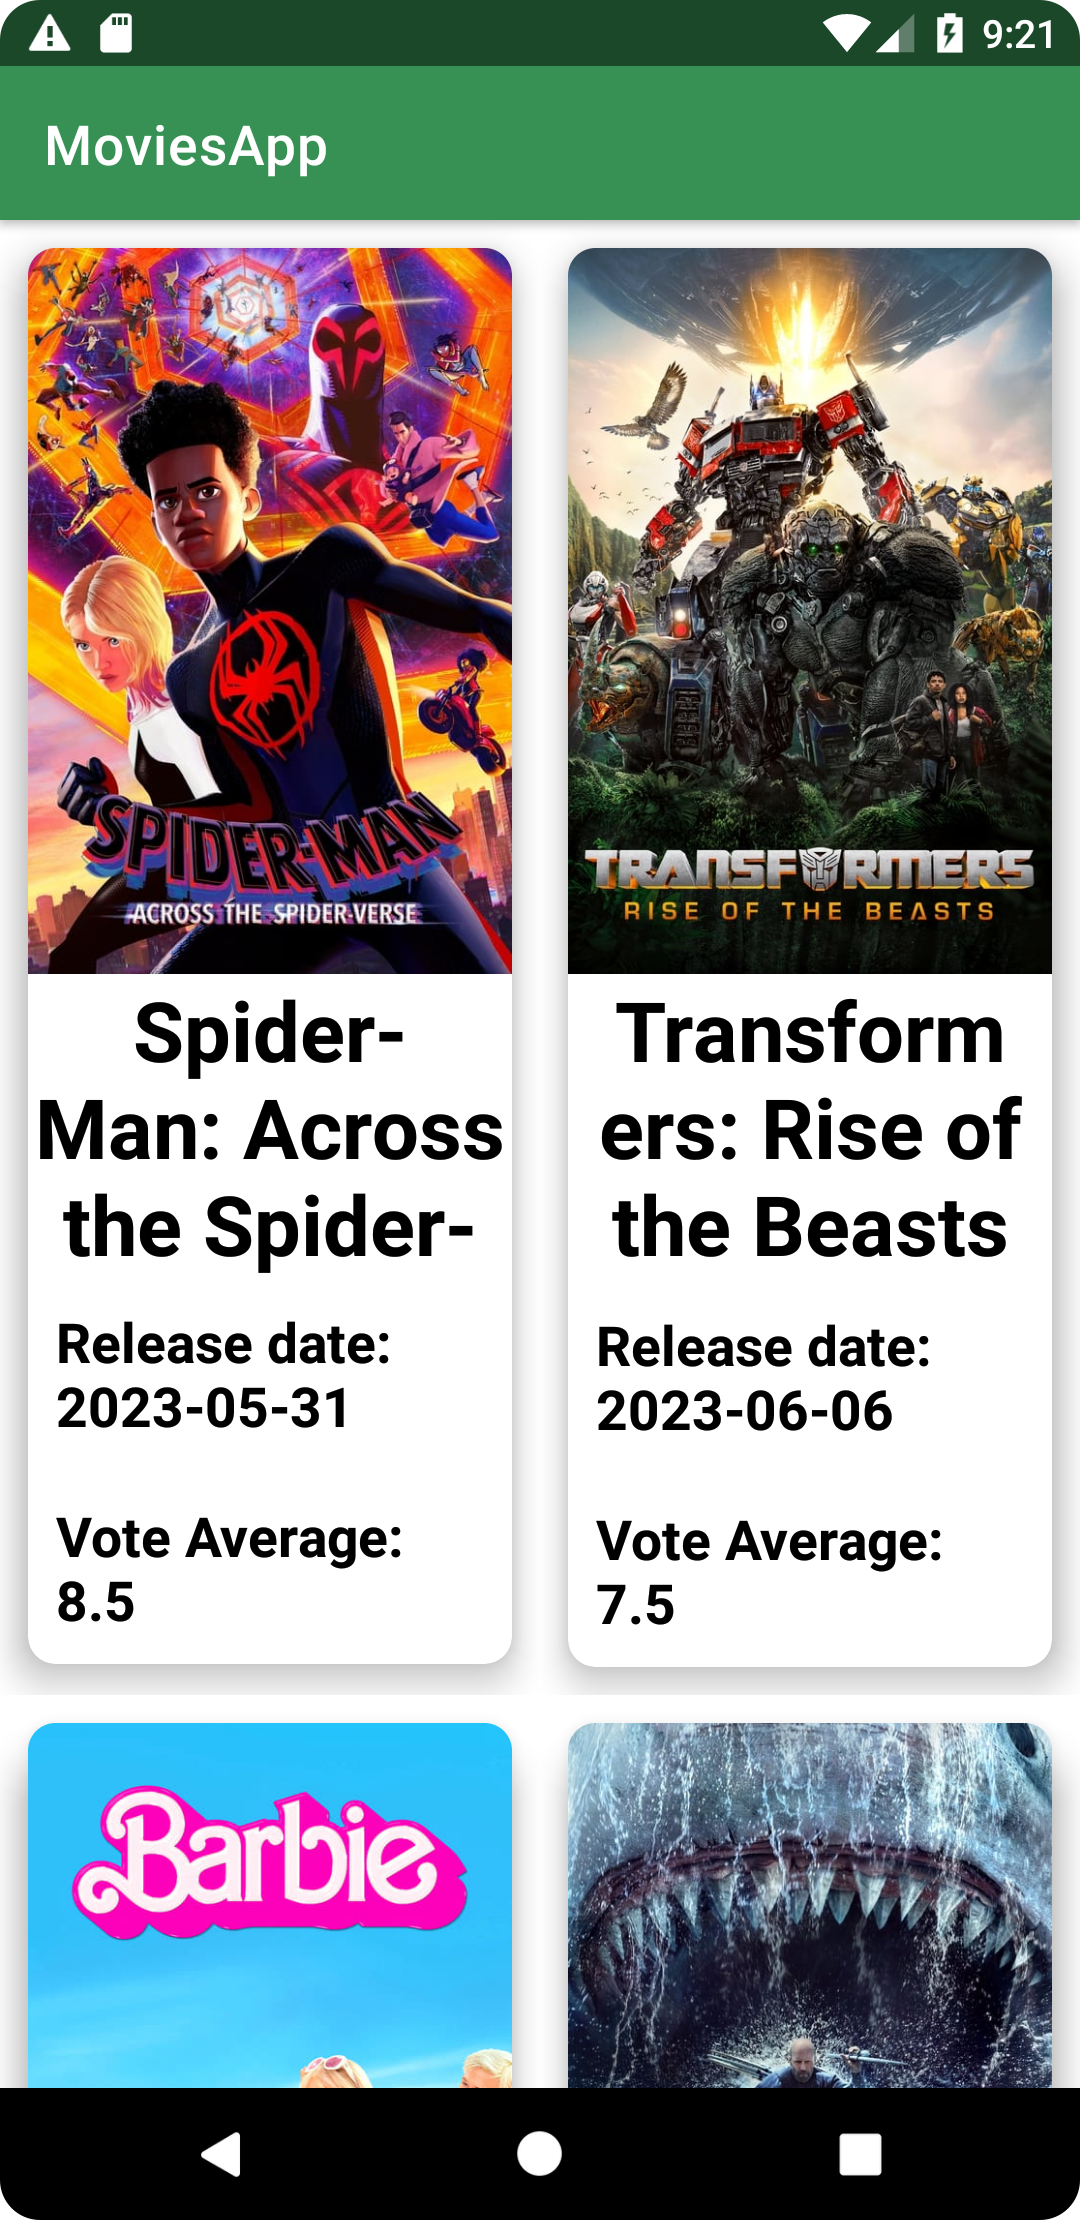 9:21
MoviesApp
SPIDER-MAN
ACROSS THE SPIDER-VERSE
TRANSFORMERS
RISE OF THE BEASTS
Spider-
Man: Across
the Spider-
Transform
ers: Rise of
the Beasts
Release date:
2023-05-31
Release date:
2023-06-06
Vote Average:
8.5
Vote Average:
7.5
Barbie